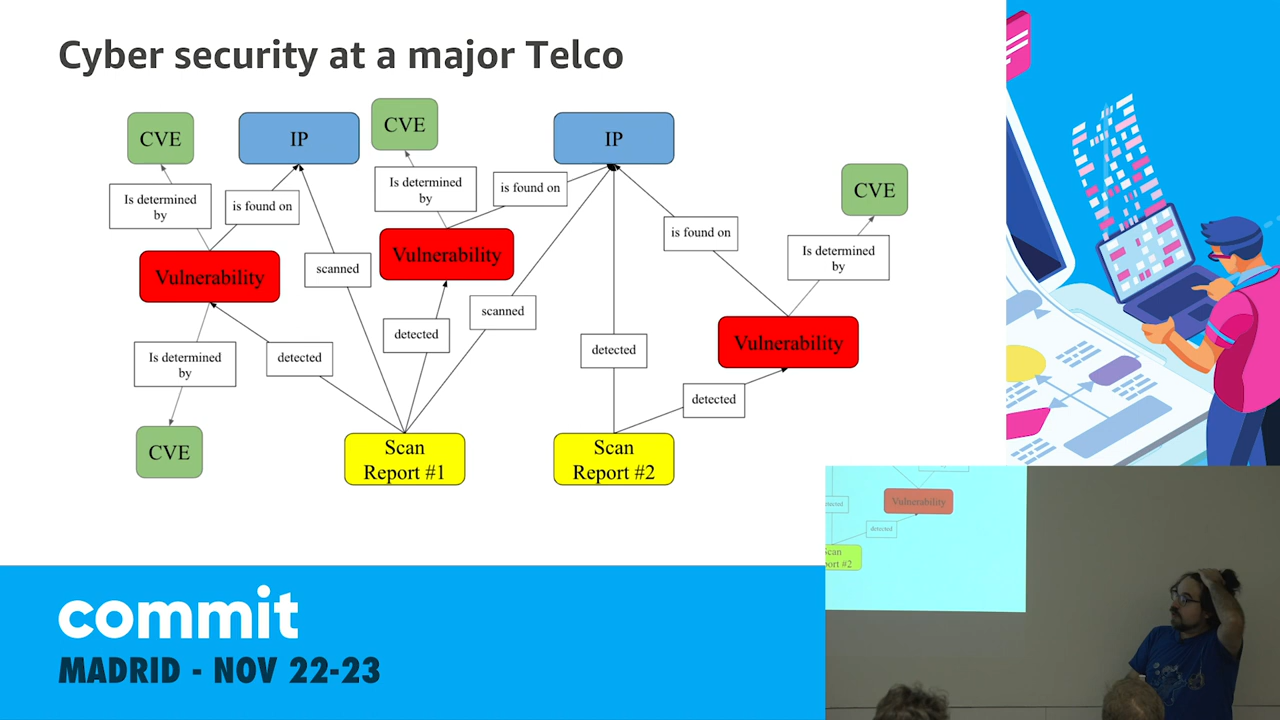 Cyber security at a major Telco
CVE
IP
CVE
IP
CVE
Is determined
by
is found on
Is determined
by
is found on
is found on
Is determined
by
Vulnerability
scanned
Vulnerability
scanned
detected
detected
Vulnerability
Is determined
by
detected
detected
detected
CVE
Scan
Report #1
Scan
Report #2
commit
MADRID - NOV 22-23
Vulnerability
detected